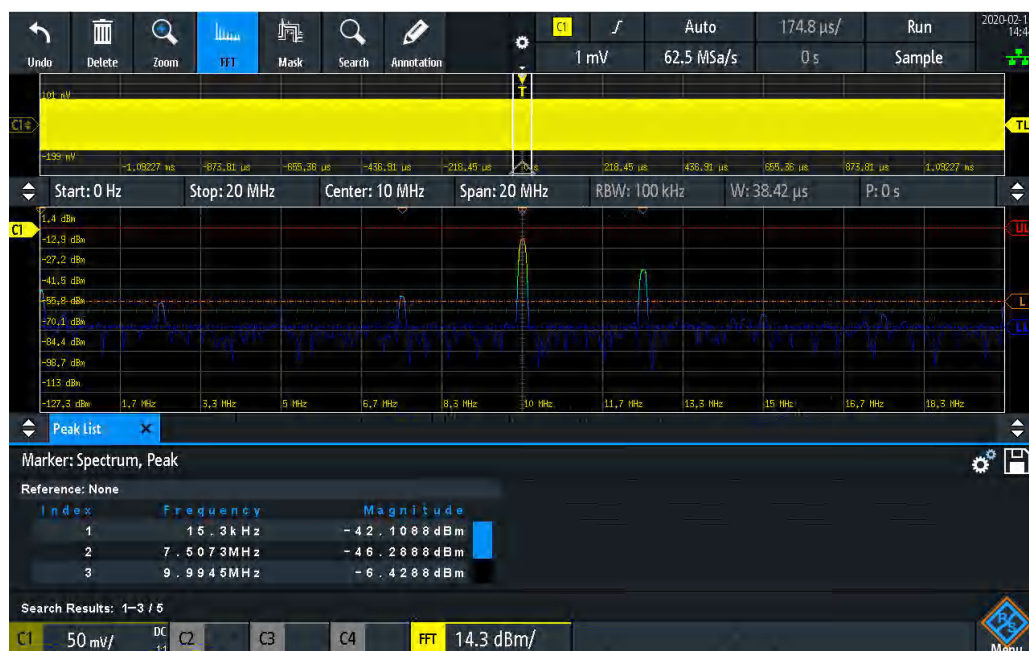 C1 Auto 174.8 µs/ Run 2020-02-1
14:4
Undo Delete Zoom FFT Mask Search Annotation 1 mV 62.5 MSa/s 0 s Sample
101 mV
T
C1 TL
-199 mV
-1.09227 ms -873.81 µs -655.36 µs -436.91 µs -218.45 µs 0 s 218.45 µs 436.91 µs 655.36 µs 873.81 µs 1.09227 ms
Start: 0 Hz Stop: 20 MHz Center: 10 MHz Span: 20 MHz RBW: 100 kHz W: 38.42 µs P: 0 s
1.4 dBm
C1 UL
-12.9 dBm
-27.2 dBm
-41.5 dBm
-55.8 dBm L
-70.1 dBm LL
-84.4 dBm
-98.7 dBm
-113 dBm
-127.3 dBm 1.7 MHz 3.3 MHz 5 MHz 6.7 MHz 8.3 MHz 10 MHz 11.7 MHz 13.3 MHz 15 MHz 16.7 MHz 18.3 MHz
Peak List ×
Marker: Spectrum, Peak
Reference: None
Index Frequency Magnitude
1 15.3kHz -42.1088dBm
2 7.5073MHz -46.2888dBm
3 9.9945MHz -6.4288dBm
Search Results: 1-3 / 5
C1 50 mV/ DC 1:1 C2 C3 C4 FFT 14.3 dBm/ R&S
Menu